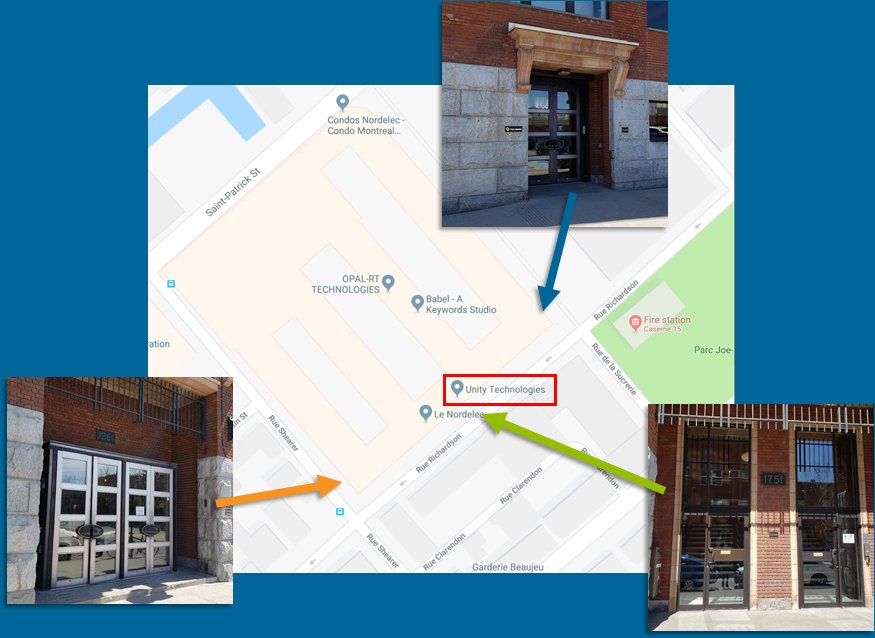 Condos Nordelec -
Condo Montreal...
Saint-Patrick St
OPAL-RT
TECHNOLOGIES
Babel - A
Keywords Studio
Rue Richardson
Fire station
Caserne 15
Parc Joe-
ration
Unity Technologies
Rue de la Sucrerie
Le Nordelec
Rue Shearer
Rue Richardson
Rue Clarendon
Rue Shearer
Rue Clarendon
Garderie Beaujeu
1751